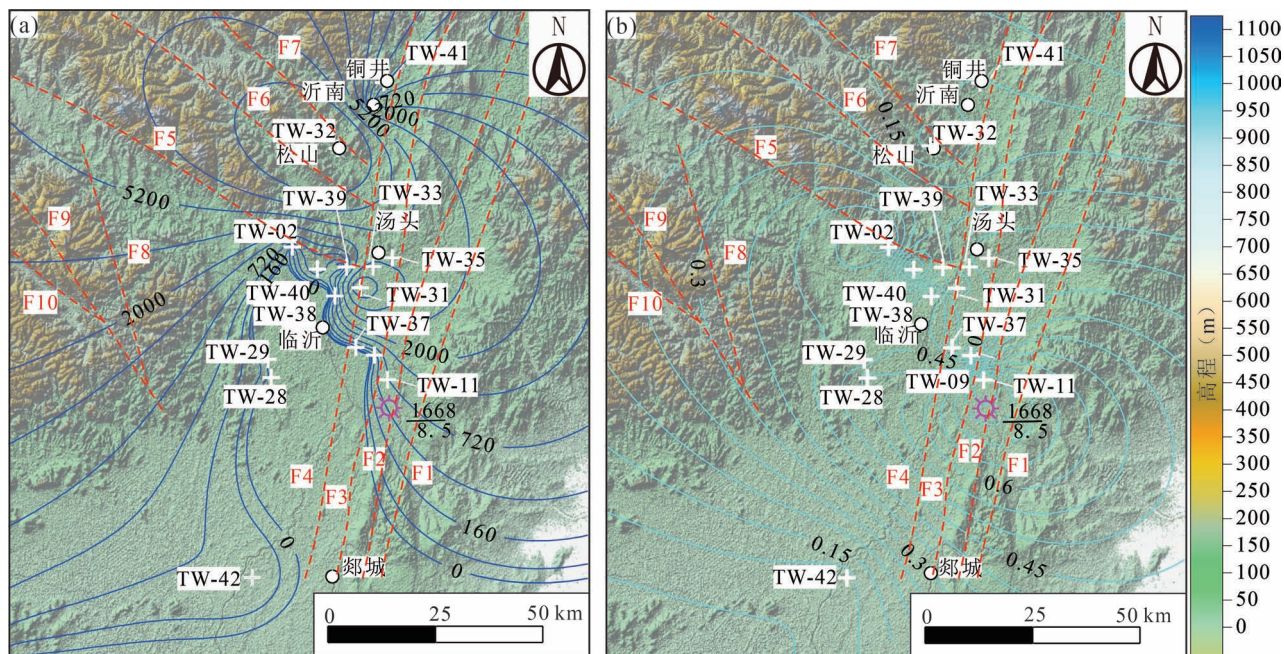 (a)
N
F7
铜井
TW-41
沂南
720
2000
5200
F6
TW-32
松山
F5
5200
TW-39
TW-33
汤头
F9
TW-02
F8
720
160
0
TW-35
F10
TW-40
TW-31
2000
TW-38
临沂
TW-37
2000
TW-29
TW-28
TW-11
1668
8.5
720
F4
F3
F2
F1
160
0
0
TW-42
郯城
0 25 50 km
(b)
N
F7
铜井
TW-41
沂南
F6
0.15
TW-32
松山
F5
TW-39
TW-33
汤头
F9
TW-02
F8
TW-35
0.3
F10
TW-40
TW-31
TW-38
临沂
TW-37
0
0.45
TW-29
TW-09
TW-11
TW-28
1668
8.5
F4
F3
F2
F1
0.6
0.15
0.3
0.45
TW-42
郯城
0 25 50 km
1100
1000
950
900
800
700
650
600
550
500
450
400
350
300
250
200
150
100
50
0
高程（m）